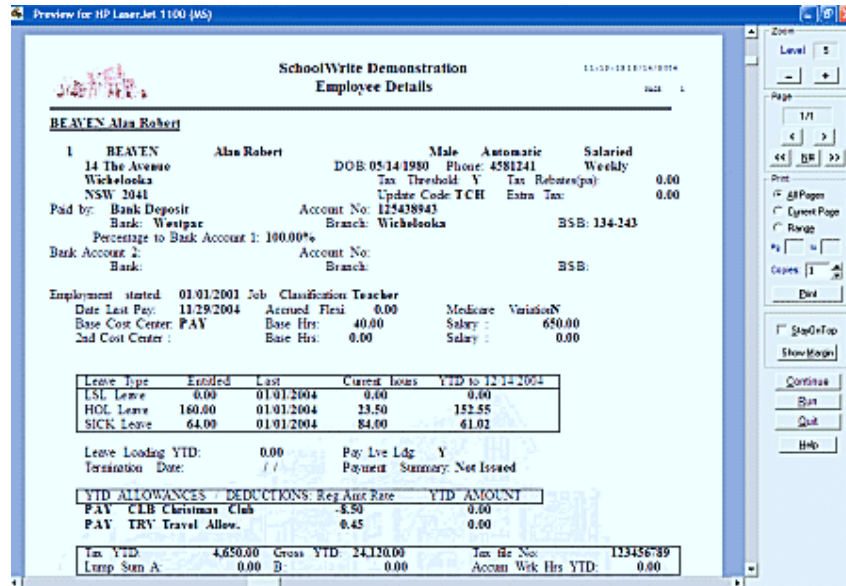 Preview for HP LaserJet 1100 (MS)
SchoolWrite Demonstration
Employee Details
BEAVEN Alan Robert
1 BEAVEN Alan Robert Male Automatic Salaried
14 The Avenue DOB: 05/14/1980 Phone: 4581241 Weekly
Wichelooka Tax Threshold: Y Tax Rebates(pa): 0.00
NSW 2041 Update Code: TCH Extra Tax: 0.00
Paid by: Bank Deposit Account No: 125438943
Bank: Westpac Branch: Wichelooka BSB: 134-243
Percentage to Bank Account 1: 100.00%
Bank Account 2: Account No:
Bank: Branch: BSB:
Employment started 01/01/2001 Job Classification Teacher
Date Last Pay: 11/29/2004 Accrued Flexi 0.00 Medicare VariationN
Base Cost Center: PAY Base Hrs: 40.00 Salary : 650.00
2nd Cost Center : Base Hrs: 0.00 Salary : 0.00
Leave Type Entitled Last Current hours YTD to 12/14/2004
LSL Leave 0.00 01/01/2004 0.00 0.00
HOL Leave 160.00 01/01/2004 23.50 152.55
SICK Leave 64.00 01/01/2004 84.00 61.02
Leave Loading YTD: 0.00 Pay Lve Ldg Y
Termination Date: / / Payment Summary: Not Issued
YTD ALLOWANCES / DEDUCTIONS: Reg.Amt Rate YTD AMOUNT
PAY CLB Christmas Club -8.50 0.00
PAY TRV Travel Allow. 0.45 0.00
Tax YTD: 4,650.00 Gross YTD: 24,120.00 Tax file No: 123456789
Lump Sum A: 0.00 B: 0.00 Accum Wrk Hrs YTD: 0.00
Zoom
Level 5
- +
Page
1/1
< >
<< >>
Print
All Pages
Current Page
Range
Copies 1
Print
StayOnTop
Show Margin
Continue
Run
Quit
Help